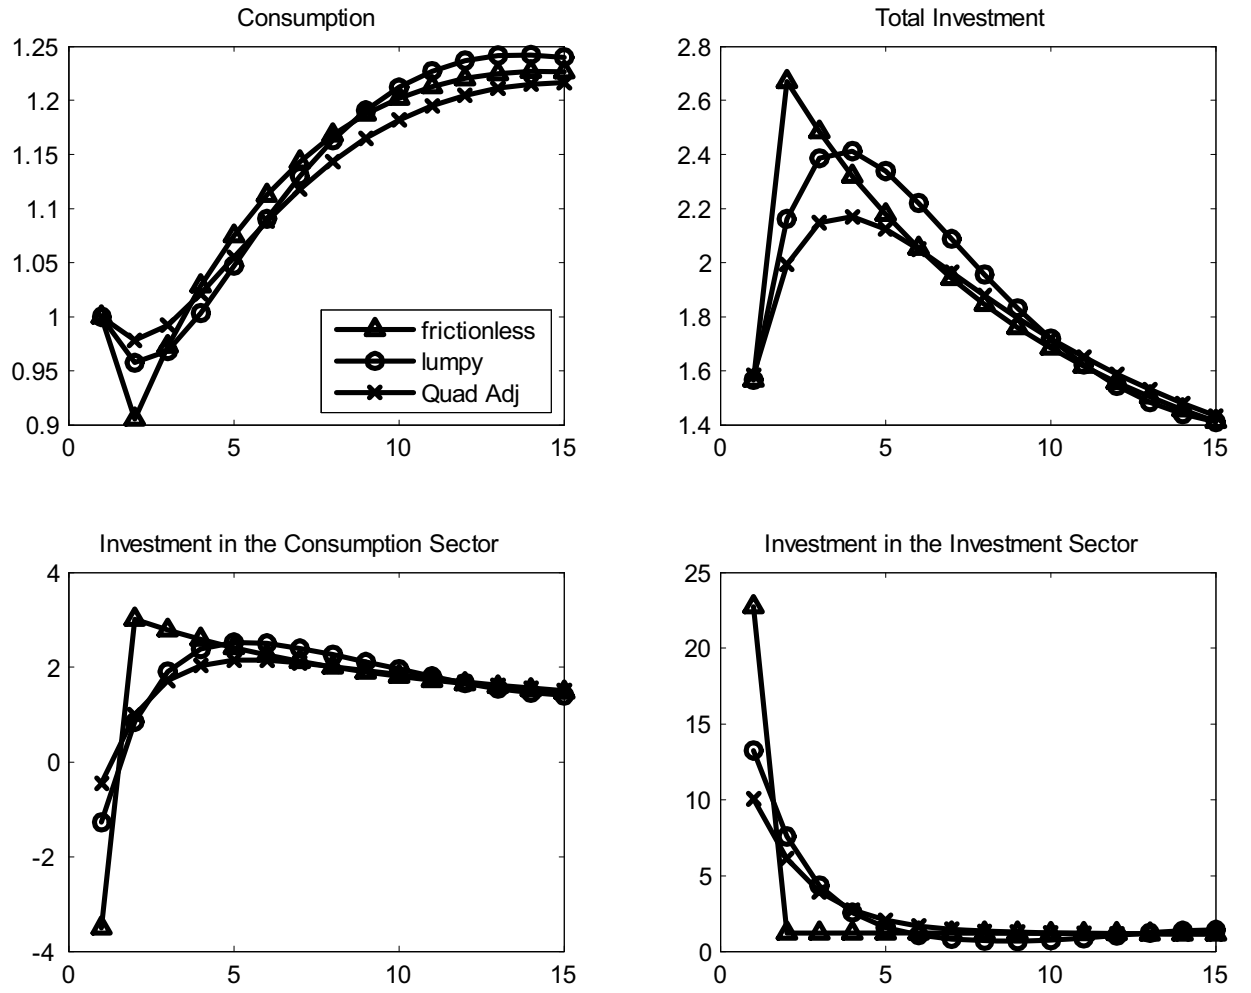 Consumption
1.25
1.2
1.15
1.1
1.05
1
0.95
0.9
0 5 10 15
frictionless
lumpy
Quad Adj
Total Investment
2.8
2.6
2.4
2.2
2
1.8
1.6
1.4
0 5 10 15
Investment in the Consumption Sector
4
2
0
-2
-4
0 5 10 15
Investment in the Investment Sector
25
20
15
10
5
0
0 5 10 15